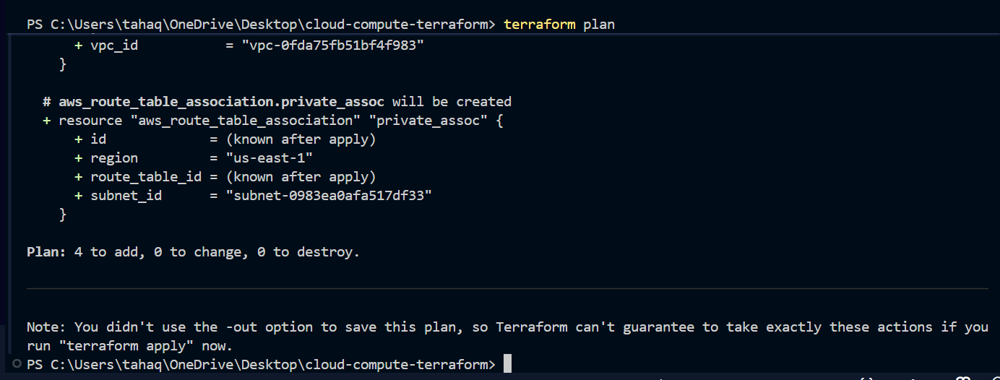 PS C:\Users\tahaq\OneDrive\Desktop\cloud-compute-terraform> terraform plan
+ vpc_id = "vpc-0fda75fb51bf4f983"
}
# aws_route_table_association.private_assoc will be created
+ resource "aws_route_table_association" "private_assoc" {
+ id = (known after apply)
+ region = "us-east-1"
+ route_table_id = (known after apply)
+ subnet_id = "subnet-0983ea0afa517df33"
}
Plan: 4 to add, 0 to change, 0 to destroy.
Note: You didn't use the -out option to save this plan, so Terraform can't guarantee to take exactly these actions if you
run "terraform apply" now.
PS C:\Users\tahaq\OneDrive\Desktop\cloud-compute-terraform>